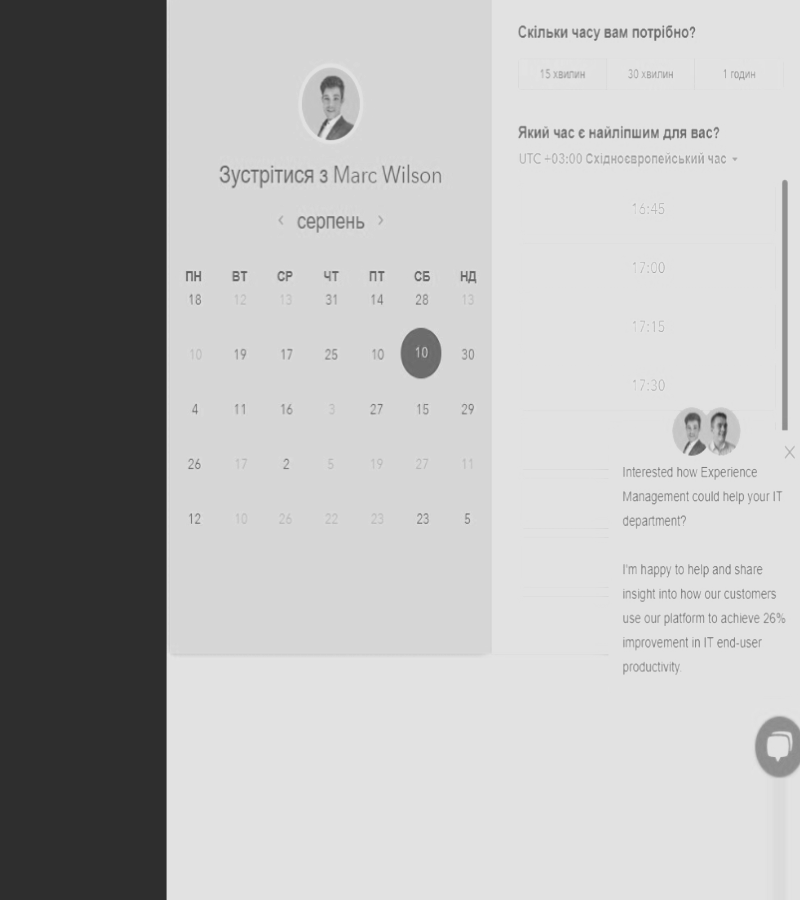 Зустрітися з Marc Wilson
серпень
ПН ВТ СР ЧТ ПТ СБ НД
18 12 13 31 14 28 13
10 19 17 25 10 10 30
4 11 16 3 27 15 29
26 17 2 5 19 27 11
12 10 26 22 23 23 5
Скільки часу вам потрібно?
15 хвилин 30 хвилин 1 годин
Який час є найліпшим для вас?
UTC +03:00 Східноєвропейський час
16:45
17:00
17:15
17:30
Interested how Experience
Management could help your IT
department?
I'm happy to help and share
insight into how our customers
use our platform to achieve 26%
improvement in IT end-user
productivity.